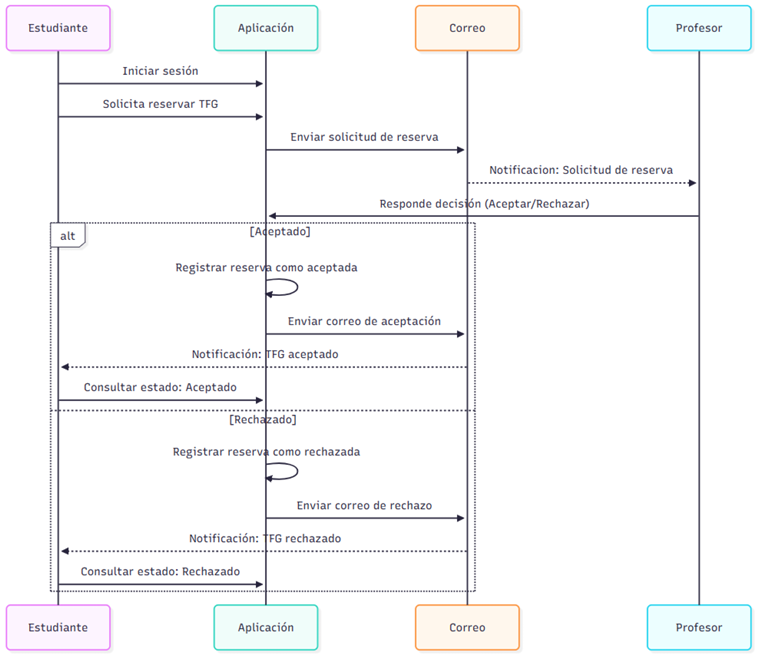 Estudiante
Aplicación
Correo
Profesor
Iniciar sesión
Solicita reservar TFG
Enviar solicitud de reserva
Notificacion: Solicitud de reserva
Responde decisión (Aceptar/Rechazar)
alt
[Aceptado]
Registrar reserva como aceptada
Enviar correo de aceptación
Notificación: TFG aceptado
Consultar estado: Aceptado
[Rechazado]
Registrar reserva como rechazada
Enviar correo de rechazo
Notificación: TFG rechazado
Consultar estado: Rechazado
Estudiante
Aplicación
Correo
Profesor